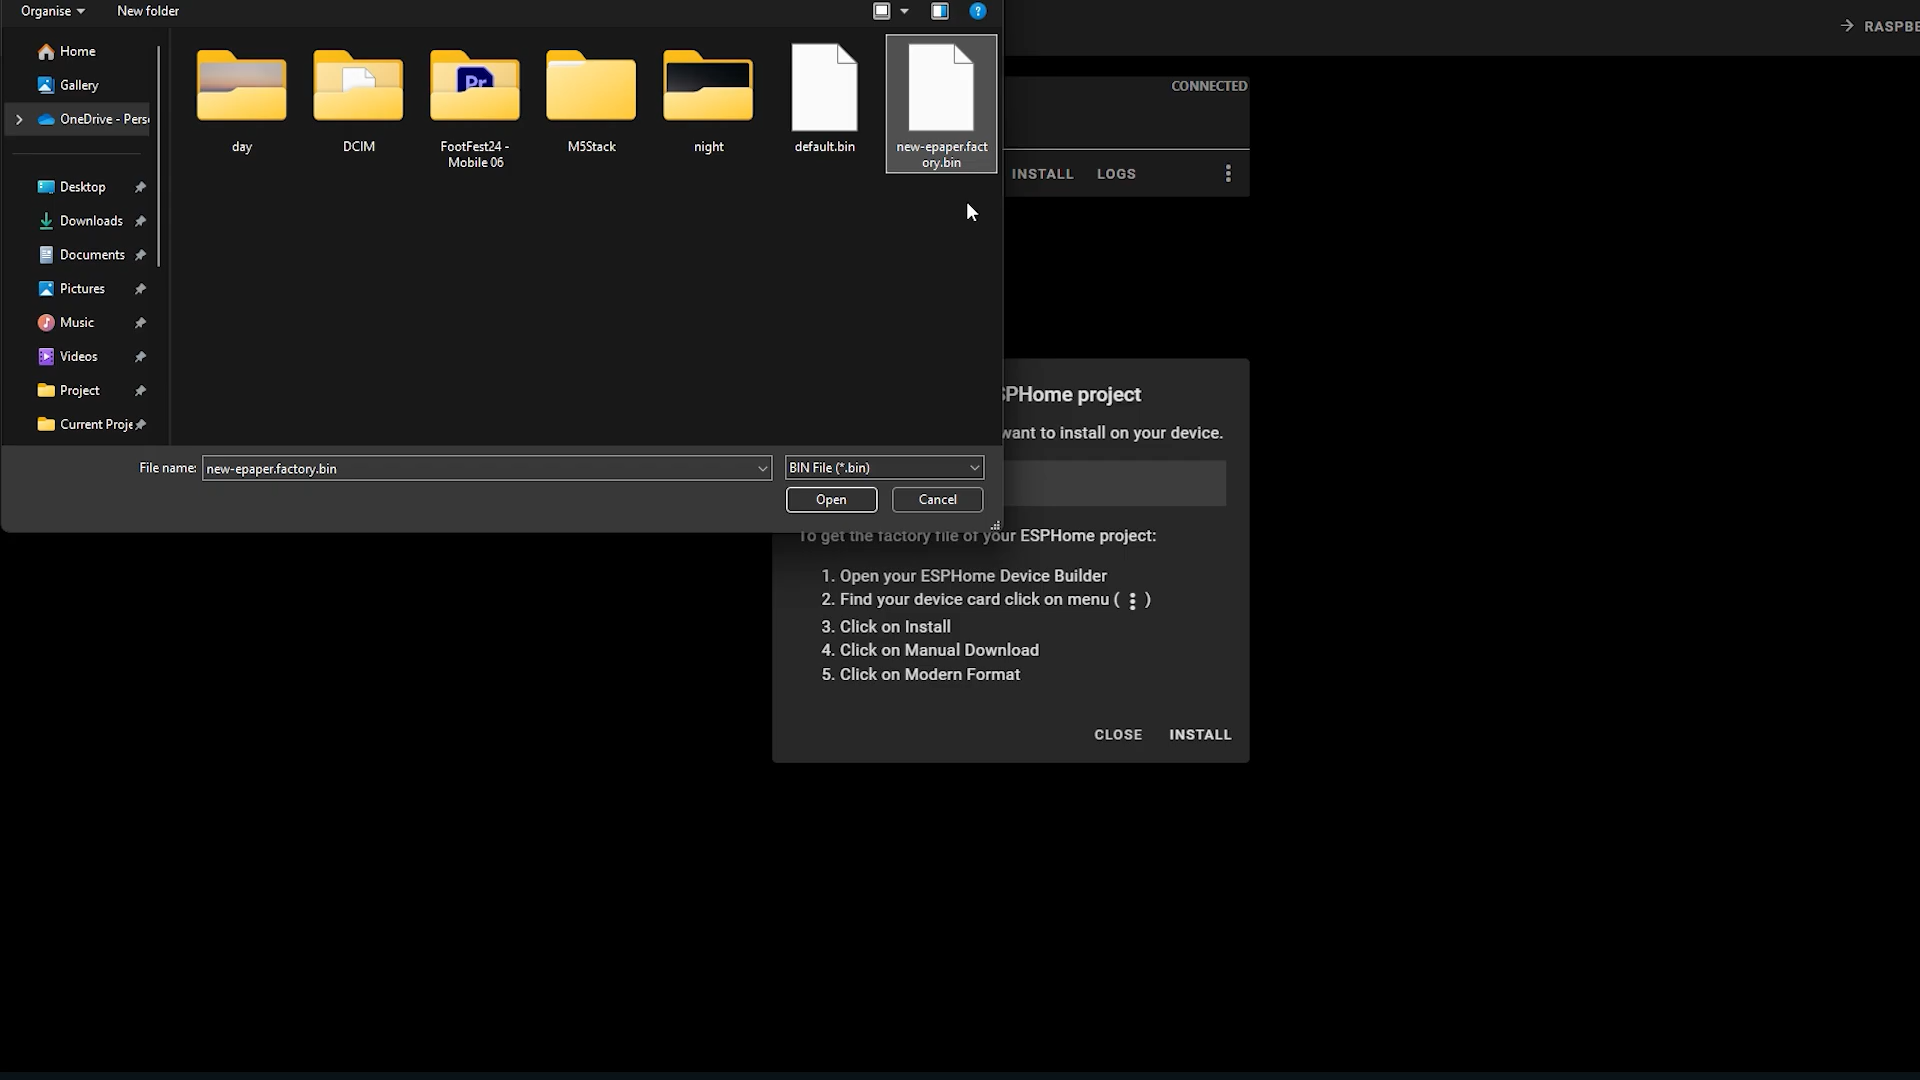 Organise
New folder
RASPBE
Home
Gallery
OneDrive - Pers
Desktop
Downloads
Documents
Pictures
Music
Videos
Project
Current Proje
day
DCIM
Pr
FootFest24 -
Mobile 06
M5Stack
night
default.bin
new-epaper.fact
ory.bin
CONNECTED
INSTALL
LOGS
File name:
new-epaper.factory.bin
BIN File (*.bin)
Open
Cancel
SPHome project
want to install on your device.
To get the factory file of your ESPHome project:
1. Open your ESPHome Device Builder
2. Find your device card click on menu ( ⋮ )
3. Click on Install
4. Click on Manual Download
5. Click on Modern Format
CLOSE
INSTALL